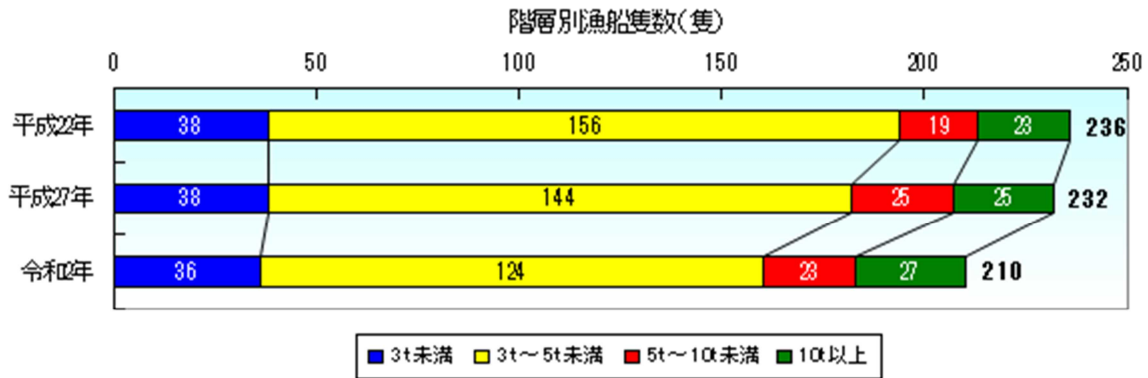 階層別漁船隻数(隻)
0 50 100 150 200 250
平成22年 38 156 19 23 236
平成27年 38 144 25 25 232
令和2年 36 124 23 27 210
3t未満 3t～5t未満 5t～10t未満 10t以上